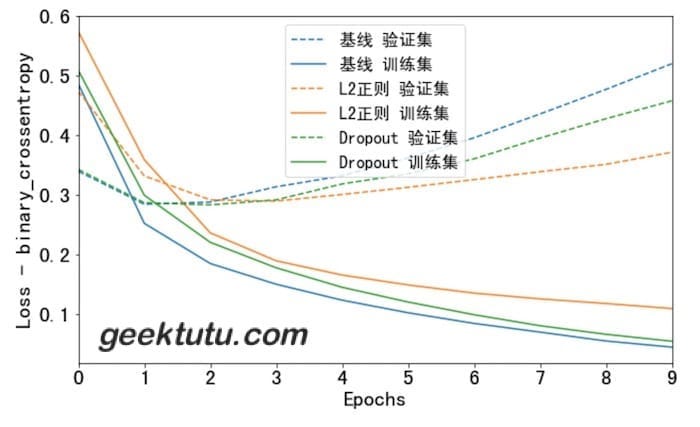 0.6
0.5
0.4
0.3
0.2
0.1
Loss - binary_crossentropy
基线 验证集
基线 训练集
L2正则 验证集
L2正则 训练集
Dropout 验证集
Dropout 训练集
geektutu.com
0 1 2 3 4 5 6 7 8 9
Epochs